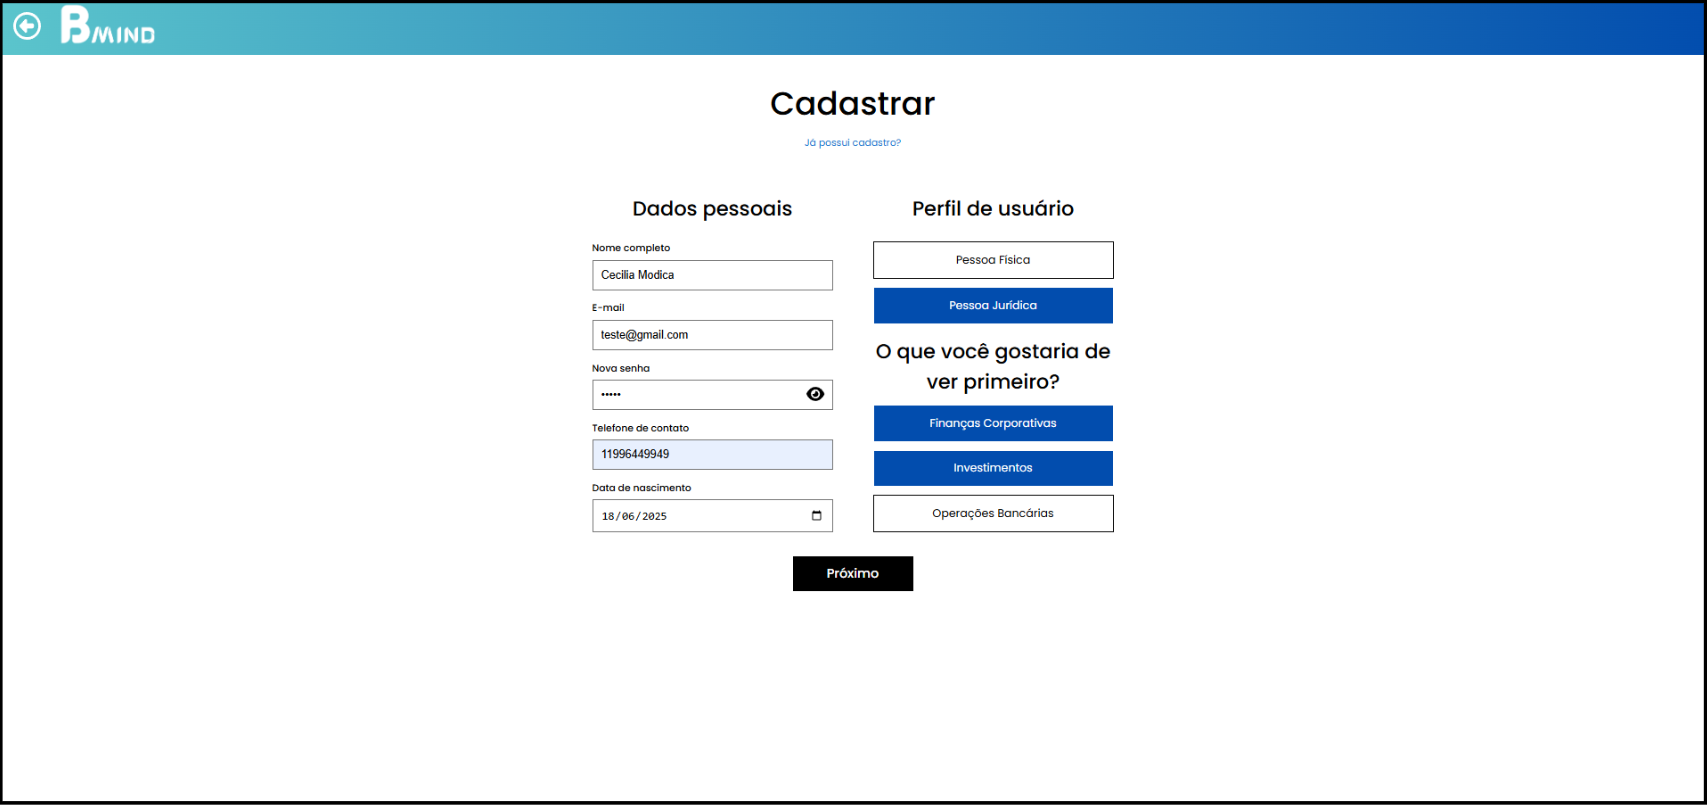 BMIND
Cadastrar
Já possui cadastro?
Dados pessoais
Nome completo
Cecilia Modica
E-mail
teste@gmail.com
Nova senha
•••••
Telefone de contato
11996449949
Data de nascimento
18/06/2025
Perfil de usuário
Pessoa Física
Pessoa Jurídica
O que você gostaria de
ver primeiro?
Finanças Corporativas
Investimentos
Operações Bancárias
Próximo